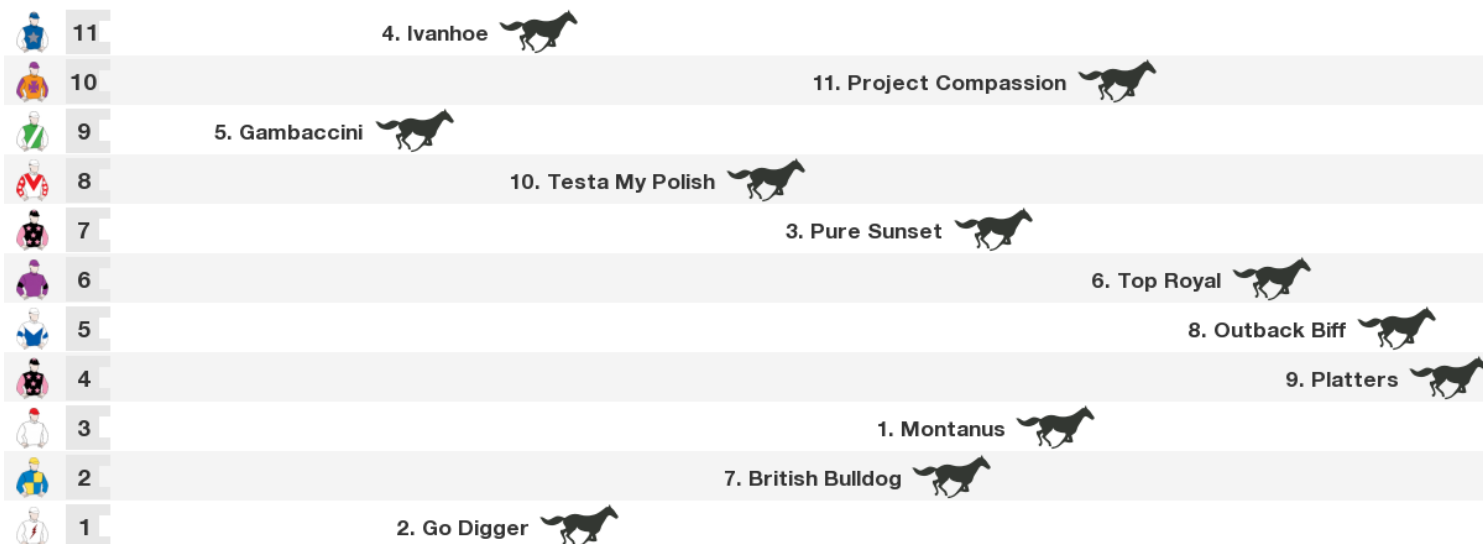 11 4. Ivanhoe
10 11. Project Compassion
9 5. Gambaccini
8 10. Testa My Polish
7 3. Pure Sunset
6 6. Top Royal
5 8. Outback Biff
4 9. Platters
3 1. Montanus
2 7. British Bulldog
1 2. Go Digger